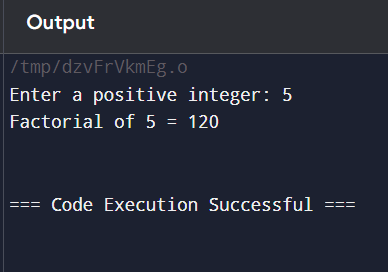 Output
/tmp/dzvFrVkmEg.o
Enter a positive integer: 5
Factorial of 5 = 120
=== Code Execution Successful ===